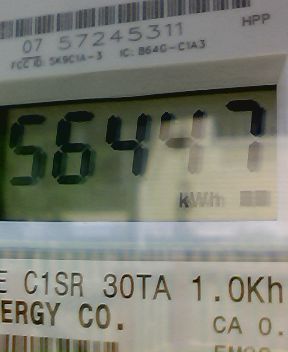 07 57245311 HPP
FCC ID: SK9C1A-3 IC: 864G-C1A3
56447
kWh
E C1SR 30TA 1.0Kh
ERGY CO. CA 0.